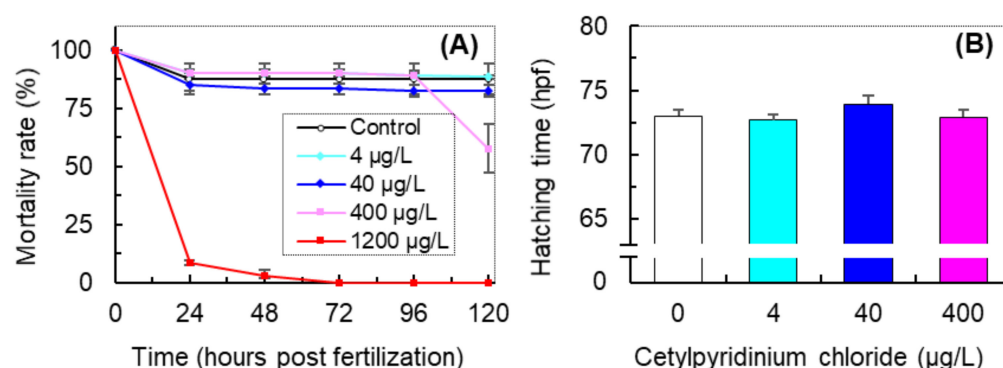 (A)
Mortality rate (%)
100
75
50
25
0
Control
4 µg/L
40 µg/L
400 µg/L
1200 µg/L
0 24 48 72 96 120
Time (hours post fertilization)
(B)
Hatching time (hpf)
80
75
70
65
0
0 4 40 400
Cetylpyridinium chloride (µg/L)